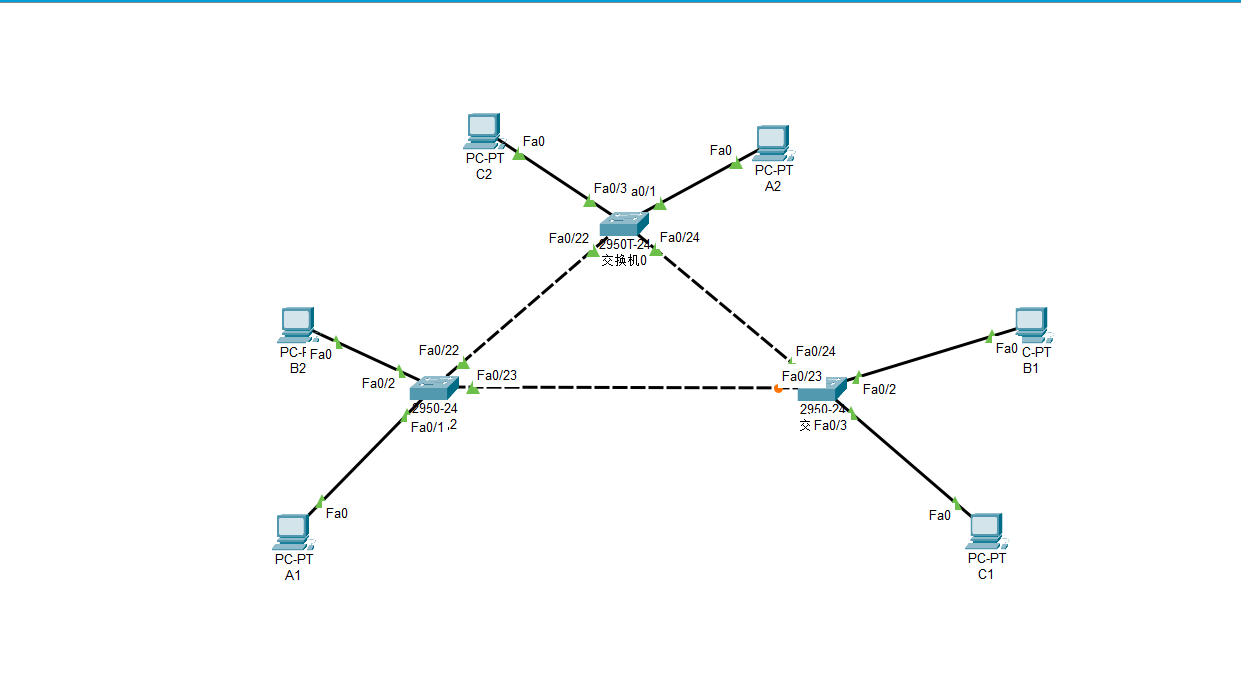 Fa0
PC-PT
C2
Fa0
PC-PT
A2
Fa0/3
a0/1
Fa0/22
Fa0/24
2950T-24
交换机0
Fa0
B2
Fa0/22
Fa0/23
Fa0/2
2950-24
2
Fa0/1
Fa0/24
Fa0/23
Fa0/2
2950-24
交
Fa0/3
Fa0
C-PT
B1
Fa0
PC-PT
A1
Fa0
PC-PT
C1